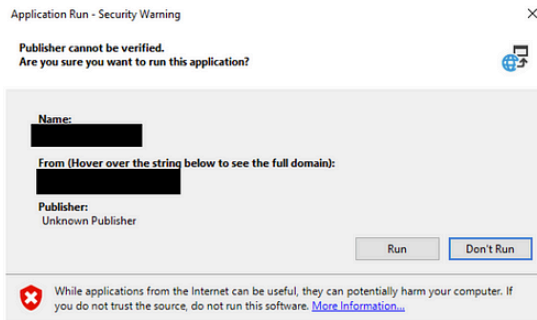 Application Run - Security Warning
Publisher cannot be verified.
Are you sure you want to run this application?
Name:
From (Hover over the string below to see the full domain):
Publisher:
Unknown Publisher
Run
Don't Run
While applications from the Internet can be useful, they can potentially harm your computer. If
you do not trust the source, do not run this software. More Information...